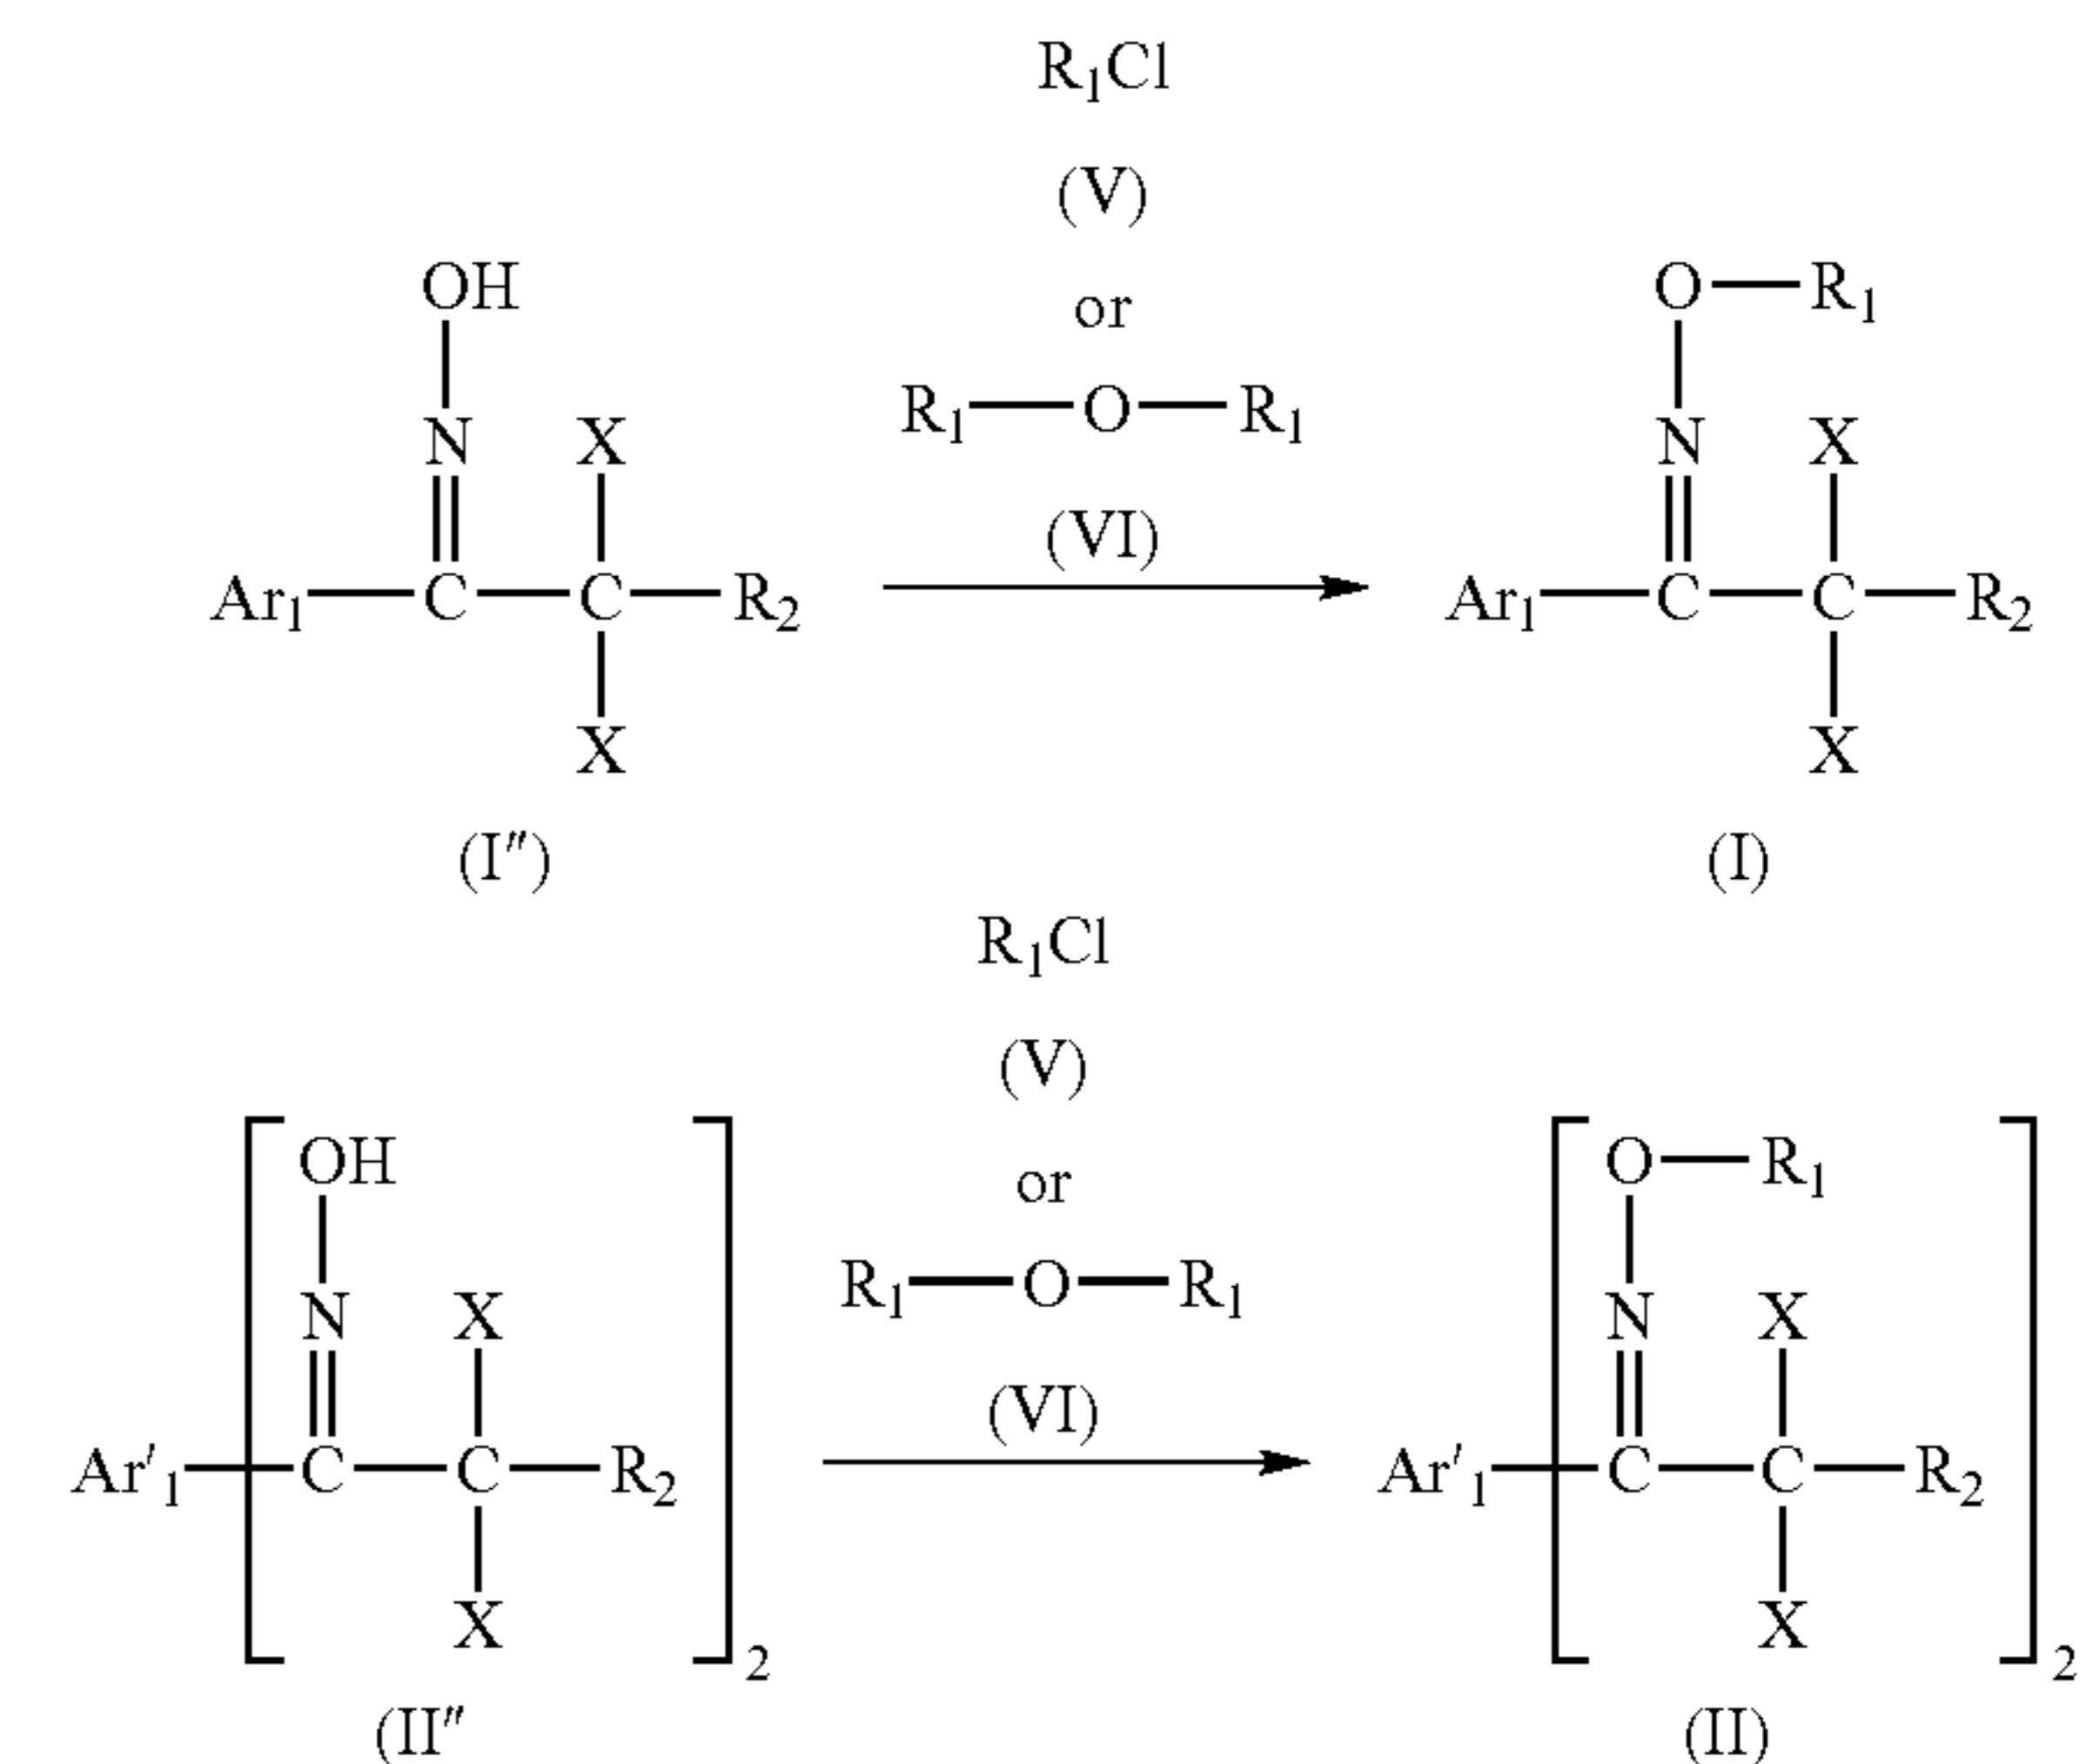 R₁Cl
(V)
or
R₁—O—R₁
(VI)
OH
N X
Ar₁ C C R₂
X
(I″)
O—R₁
N X
Ar₁ C C R₂
X
(I)
R₁Cl
(V)
or
R₁—O—R₁
(VI)
OH
N X
Ar′₁ C C R₂
X
2
(II″
O—R₁
N X
Ar′₁ C C R₂
X
2
(II)